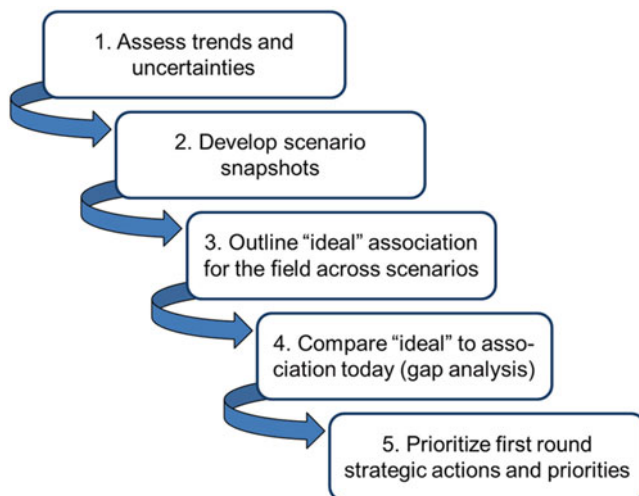 1. Assess trends and
uncertainties
2. Develop scenario
snapshots
3. Outline “ideal” association
for the field across scenarios
4. Compare “ideal” to asso-
ciation today (gap analysis)
5. Prioritize first round
strategic actions and priorities